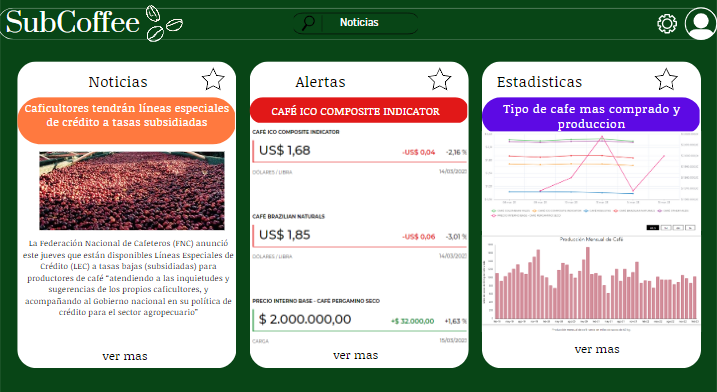 SubCoffee
Noticias
Noticias
Caficultores tendrán líneas especiales
de crédito a tasas subsidiadas
La Federación Nacional de Cafeteros (FNC) anunció
este jueves que están disponibles Líneas Especiales de
Crédito (LEC) a tasas bajas (subsidiadas) para
productores de café “atendiendo a las inquietudes y
sugerencias de los propios caficultores, y
acompañando al Gobierno nacional en su política de
crédito para el sector agropecuario”
ver mas
Alertas
CAFÉ ICO COMPOSITE INDICATOR
CAFÉ ICO COMPOSITE INDICATOR
US$ 1,68 -US$ 0,04 -2,16 %
DOLARES / LIBRA 14/03/2021
CAFÉ BRAZILIAN NATURALS
US$ 1,85 -US$ 0,06 -3,01 %
DOLARES / LIBRA 14/03/2021
PRECIO INTERNO BASE - CAFÉ PERGAMINO SECO
$ 2.000.000,00 +$ 32.000,00 +1,63 %
CARGA 15/03/2021
ver mas
Estadisticas
Tipo de cafe mas comprado y
produccion
Producción Mensual de Café
ver mas